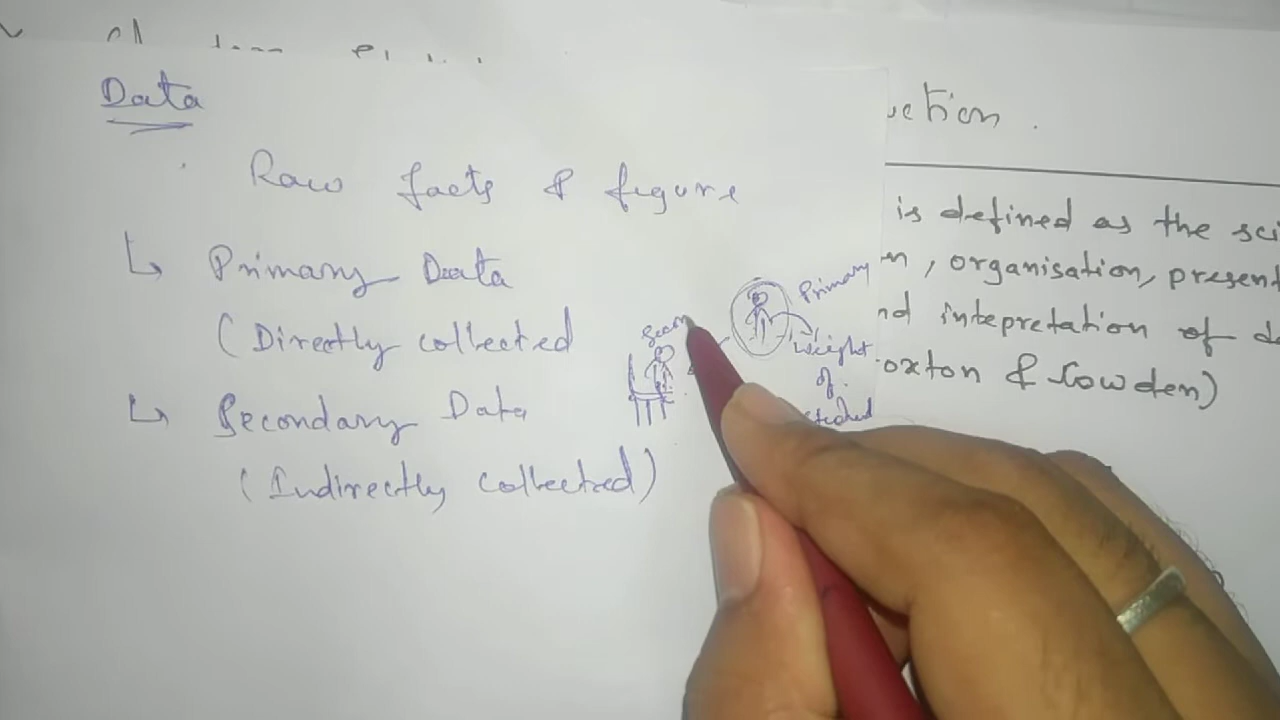 Data
Raw facts & figure
Primary Data
(Directly collected
Secondary Data
(Indirectly collected)
Primary
Weight
of
is defined as the sci
, organisation, present
intepretation of d
oxton & Cowden)